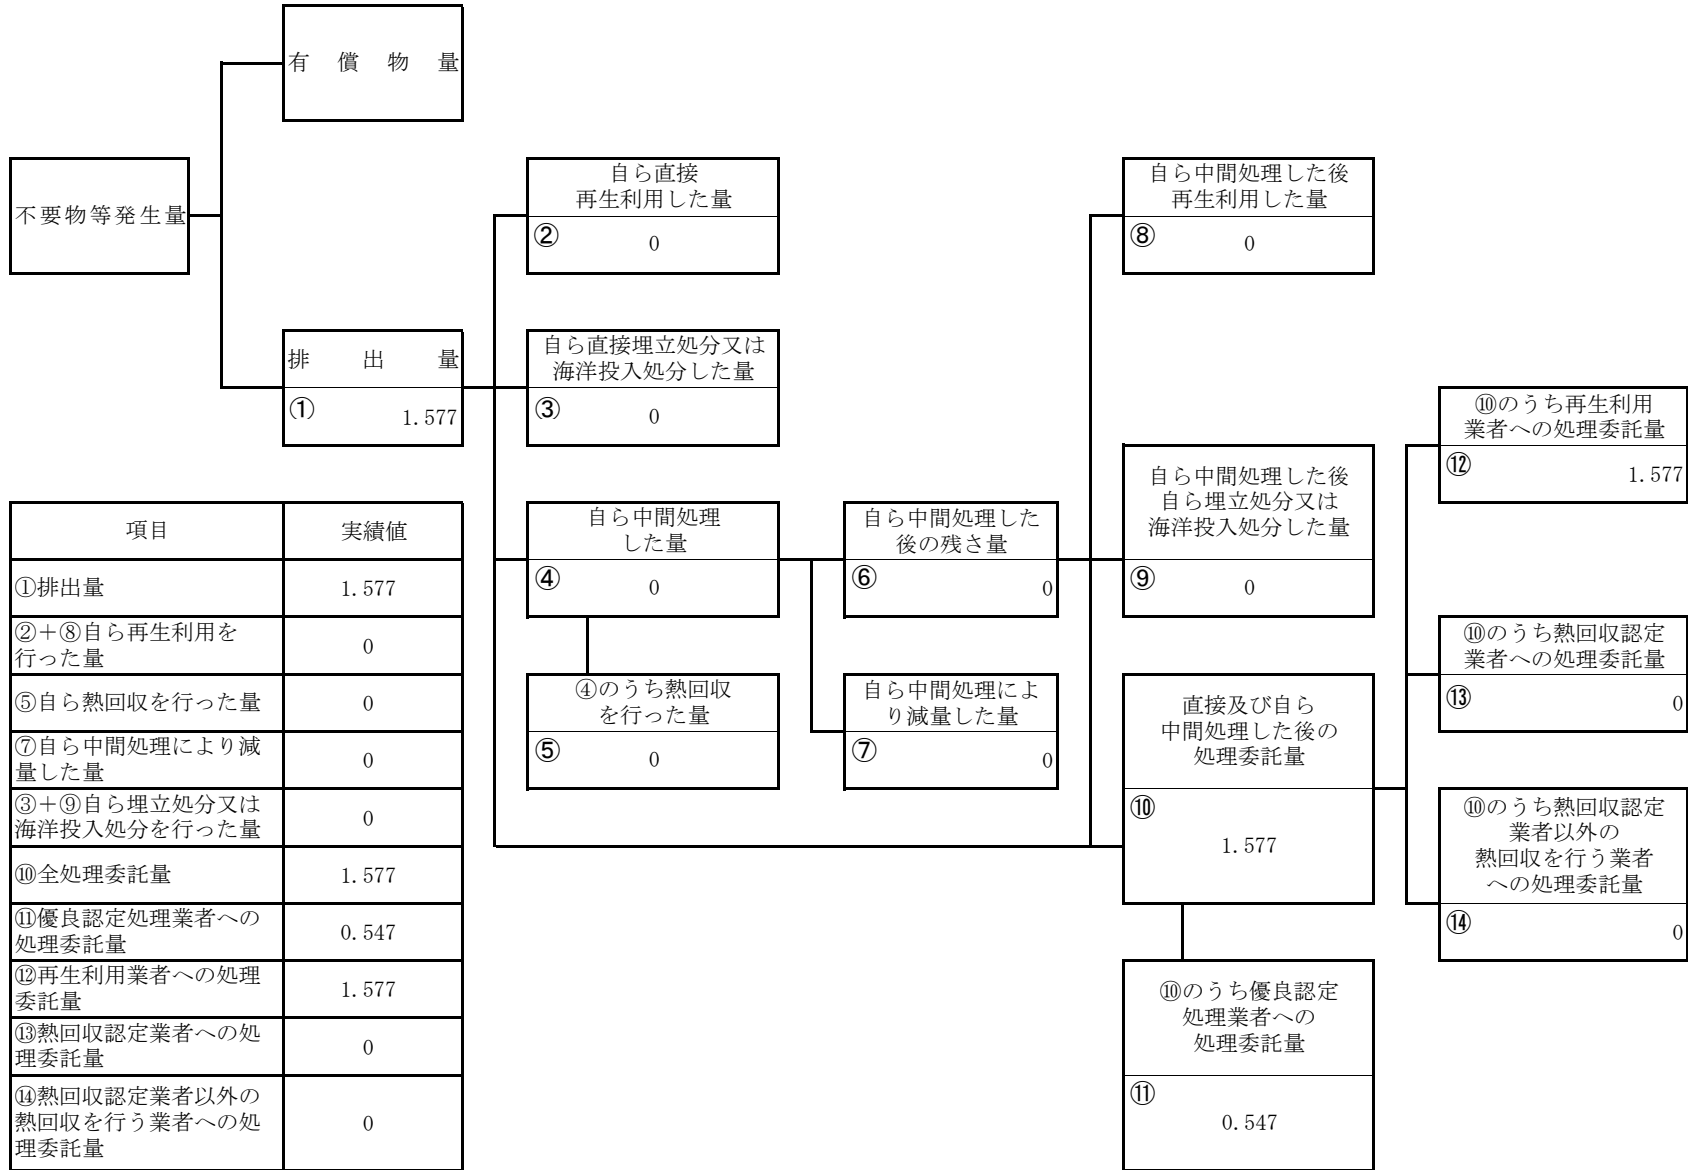 有償物量
不要物等発生量
排出量
① 1.577
自ら直接
再生利用した量
② 0
自ら直接埋立処分又は
海洋投入処分した量
③ 0
自ら中間処理
した量
④ 0
④のうち熱回収
を行った量
⑤ 0
自ら中間処理した
後の残さ量
⑥ 0
自ら中間処理によ
り減量した量
⑦ 0
自ら中間処理した後
再生利用した量
⑧ 0
自ら中間処理した後
自ら埋立処分又は
海洋投入処分した量
⑨ 0
直接及び自ら
中間処理した後の
処理委託量
⑩
1.577
⑩のうち優良認定
処理業者への
処理委託量
⑪
0.547
⑩のうち再生利用
業者への処理委託量
⑫ 1.577
⑩のうち熱回収認定
業者への処理委託量
⑬ 0
⑩のうち熱回収認定
業者以外の
熱回収を行う業者
への処理委託量
⑭ 0
項目 実績値
①排出量 1.577
②＋⑧自ら再生利用を
行った量 0
⑤自ら熱回収を行った量 0
⑦自ら中間処理により減
量した量 0
③＋⑨自ら埋立処分又は
海洋投入処分を行った量 0
⑩全処理委託量 1.577
⑪優良認定処理業者への
処理委託量 0.547
⑫再生利用業者への処理
委託量 1.577
⑬熱回収認定業者への処
理委託量 0
⑭熱回収認定業者以外の
熱回収を行う業者への処
理委託量 0